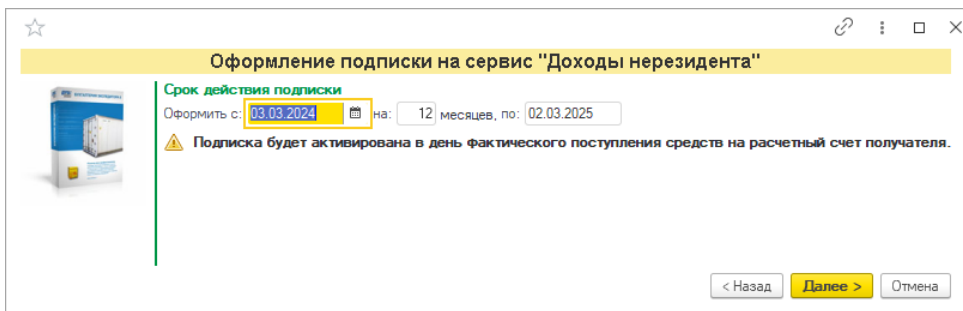 Оформление подписки на сервис "Доходы нерезидента"
Срок действия подписки
Оформить с: 03.03.2024 на: 12 месяцев, по: 02.03.2025
Подписка будет активирована в день фактического поступления средств на расчетный счет получателя.
< Назад Далее > Отмена